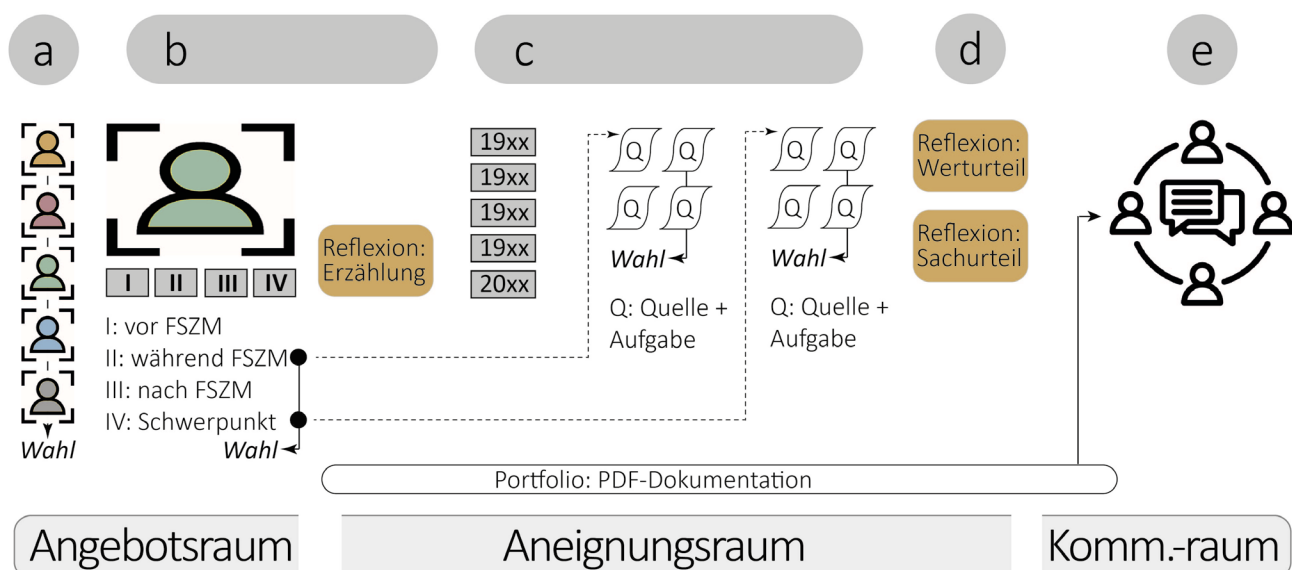 a
b
c
d
e
Wahl
I
II
III
IV
I: vor FSZM
II: während FSZM
III: nach FSZM
IV: Schwerpunkt
Wahl
Reflexion:
Erzählung
19xx
19xx
19xx
19xx
20xx
Q Q
Q Q
Wahl
Q: Quelle +
Aufgabe
Q Q
Q Q
Wahl
Q: Quelle +
Aufgabe
Reflexion:
Werturteil
Reflexion:
Sachurteil
Portfolio: PDF-Dokumentation
Angebotsraum
Aneignungsraum
Komm.-raum